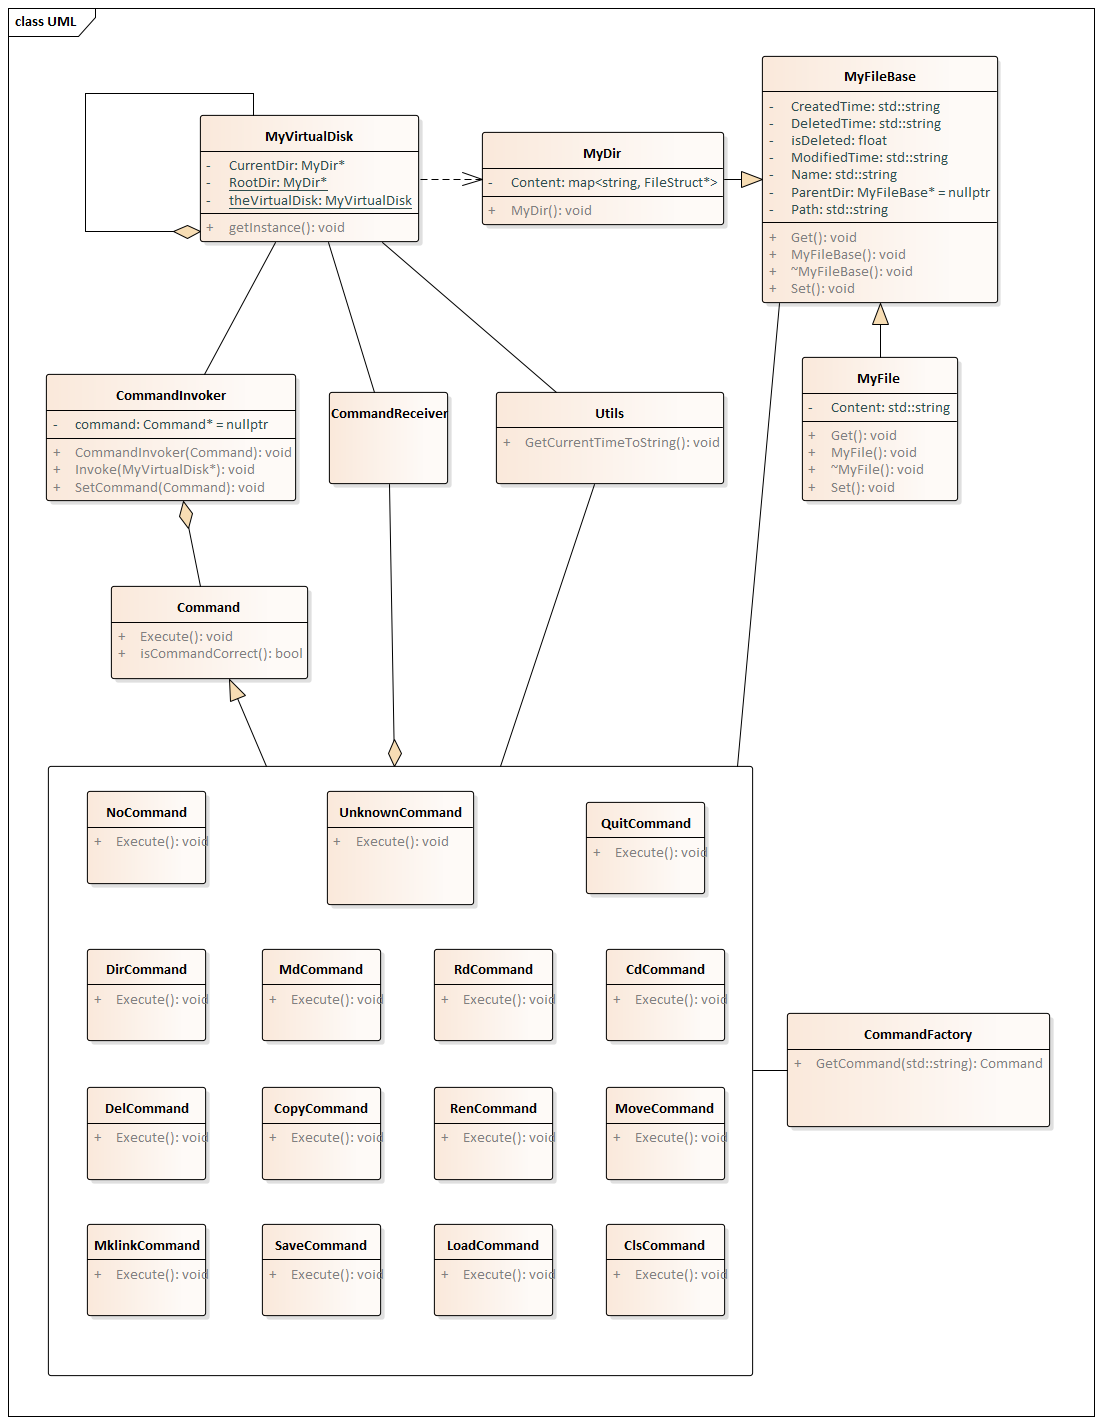 class UML
MyVirtualDisk
- CurrentDir: MyDir*
- RootDir: MyDir*
- theVirtualDisk: MyVirtualDisk
+ getInstance(): void
MyDir
- Content: map<string, FileStruct*>
+ MyDir(): void
MyFileBase
- CreatedTime: std::string
- DeletedTime: std::string
- isDeleted: float
- ModifiedTime: std::string
- Name: std::string
- ParentDir: MyFileBase* = nullptr
- Path: std::string
+ Get(): void
+ MyFileBase(): void
+ ~MyFileBase(): void
+ Set(): void
CommandInvoker
- command: Command* = nullptr
+ CommandInvoker(Command): void
+ Invoke(MyVirtualDisk*): void
+ SetCommand(Command): void
CommandReceiver
Utils
+ GetCurrentTimeToString(): void
MyFile
- Content: std::string
+ Get(): void
+ MyFile(): void
+ ~MyFile(): void
+ Set(): void
Command
+ Execute(): void
+ isCommandCorrect(): bool
NoCommand
+ Execute(): void
UnknownCommand
+ Execute(): void
QuitCommand
+ Execute(): void
DirCommand
+ Execute(): void
MdCommand
+ Execute(): void
RdCommand
+ Execute(): void
CdCommand
+ Execute(): void
CommandFactory
+ GetCommand(std::string): Command
DelCommand
+ Execute(): void
CopyCommand
+ Execute(): void
RenCommand
+ Execute(): void
MoveCommand
+ Execute(): void
MklinkCommand
+ Execute(): void
SaveCommand
+ Execute(): void
LoadCommand
+ Execute(): void
ClsCommand
+ Execute(): void